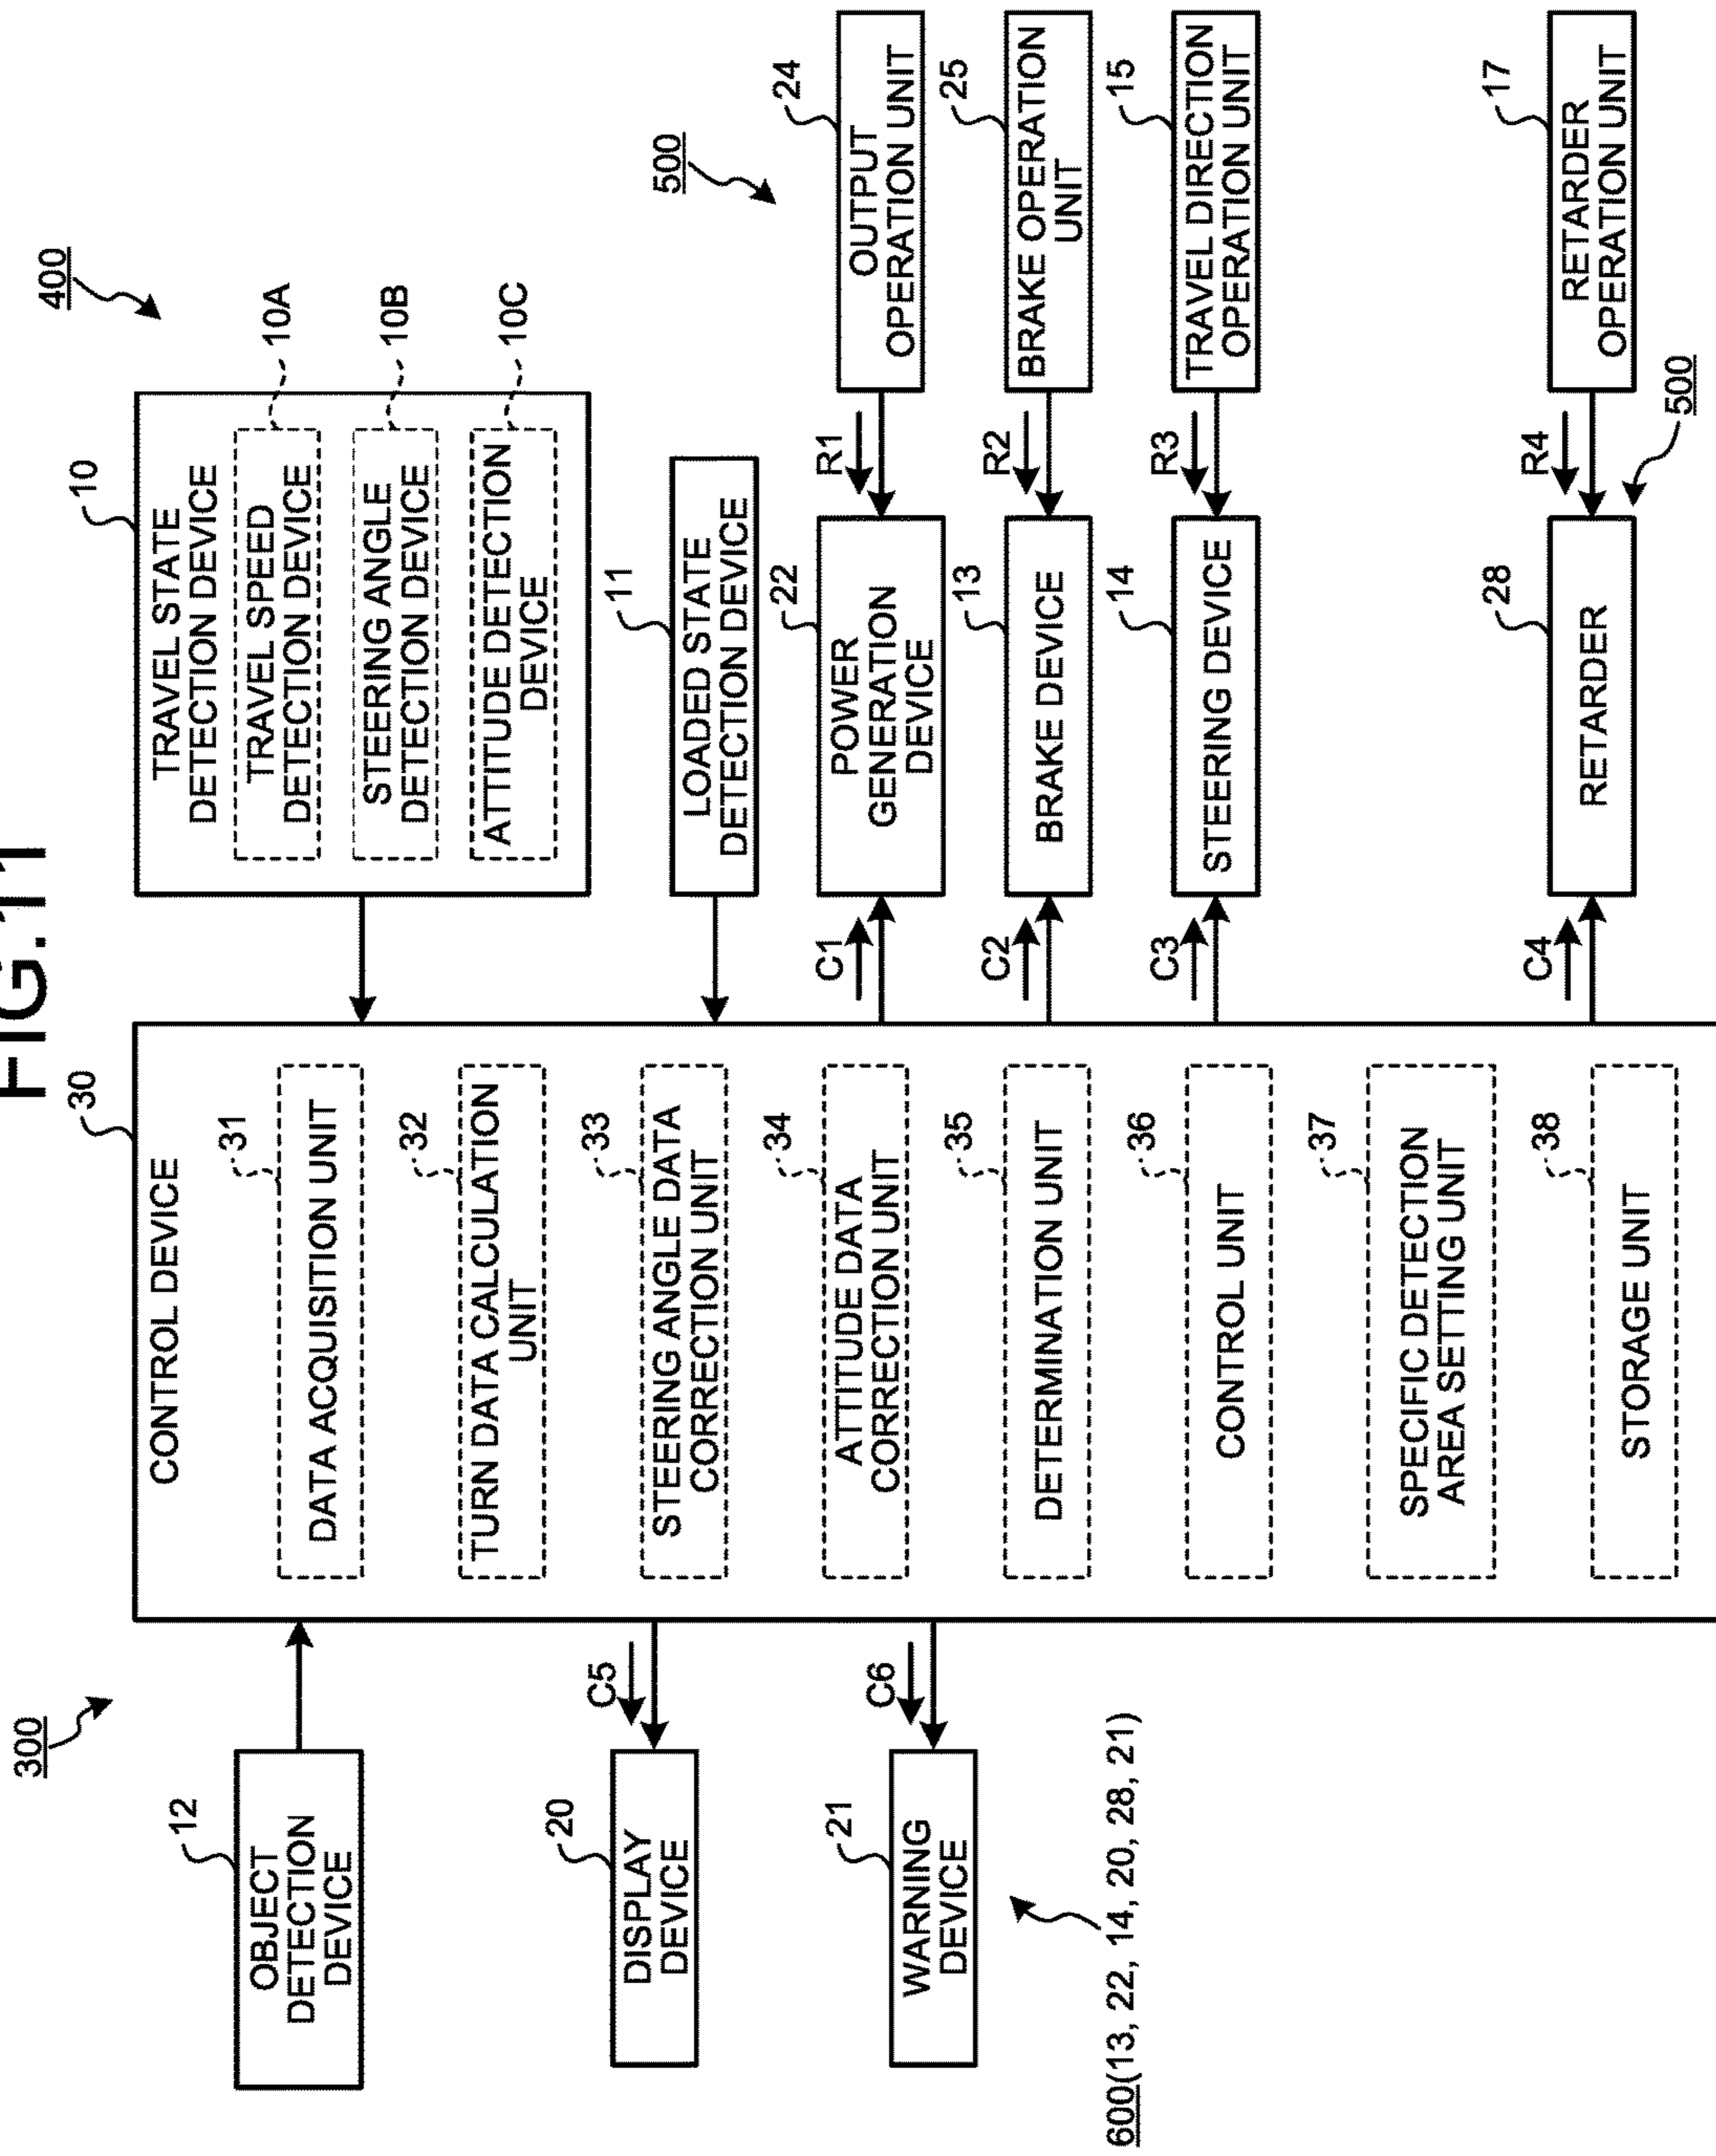 FIG.11
300
400
500
12
OBJECT
DETECTION
DEVICE
20
DISPLAY
DEVICE
C5
21
WARNING
DEVICE
C6
600(13, 22, 14, 20, 28, 21)
30
CONTROL DEVICE
31
DATA ACQUISITION UNIT
32
TURN DATA CALCULATION
UNIT
33
STEERING ANGLE DATA
CORRECTION UNIT
34
ATTITUDE DATA
CORRECTION UNIT
35
DETERMINATION UNIT
36
CONTROL UNIT
37
SPECIFIC DETECTION
AREA SETTING UNIT
38
STORAGE UNIT
10
TRAVEL STATE
DETECTION DEVICE
TRAVEL SPEED
DETECTION DEVICE
10A
STEERING ANGLE
DETECTION DEVICE
10B
ATTITUDE DETECTION
DEVICE
10C
11
LOADED STATE
DETECTION DEVICE
C1
22
POWER
GENERATION
DEVICE
R1
24
OUTPUT
OPERATION UNIT
C2
13
BRAKE DEVICE
R2
25
BRAKE OPERATION
UNIT
C3
14
STEERING DEVICE
R3
15
TRAVEL DIRECTION
OPERATION UNIT
C4
28
RETARDER
R4
17
RETARDER
OPERATION UNIT
500